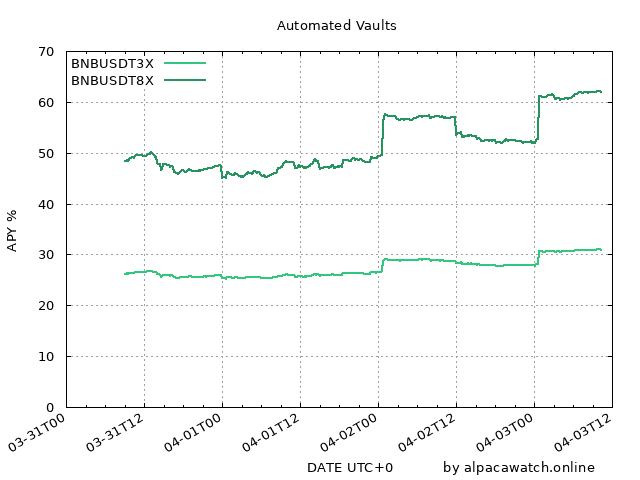 Automated Vaults
BNBUSDT3X
BNBUSDT8X
APY %
70
60
50
40
30
20
10
0
03-31T00
03-31T12
04-01T00
04-01T12
04-02T00
04-02T12
04-03T00
04-03T12
DATE UTC+0
by alpacawatch.online